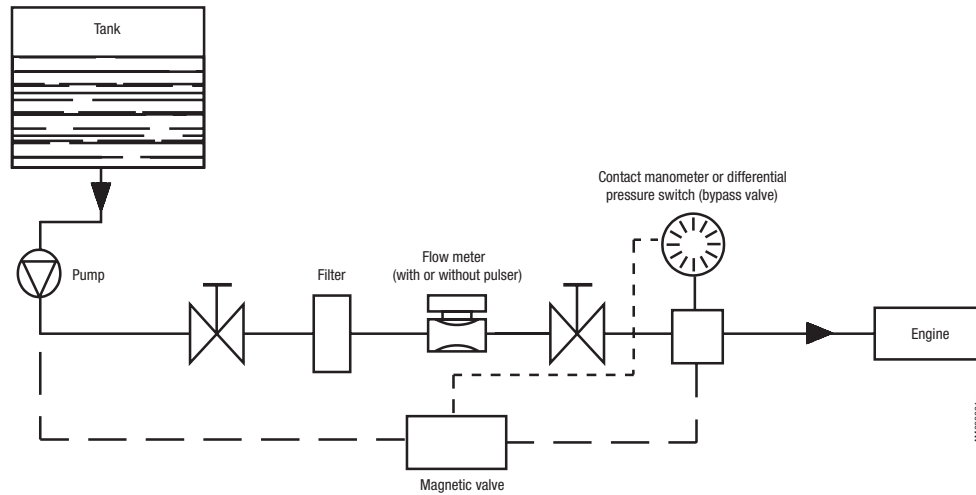 Tank
Contact manometer or differential
pressure switch (bypass valve)
Pump
Filter
Flow meter
(with or without pulser)
Engine
Magnetic valve